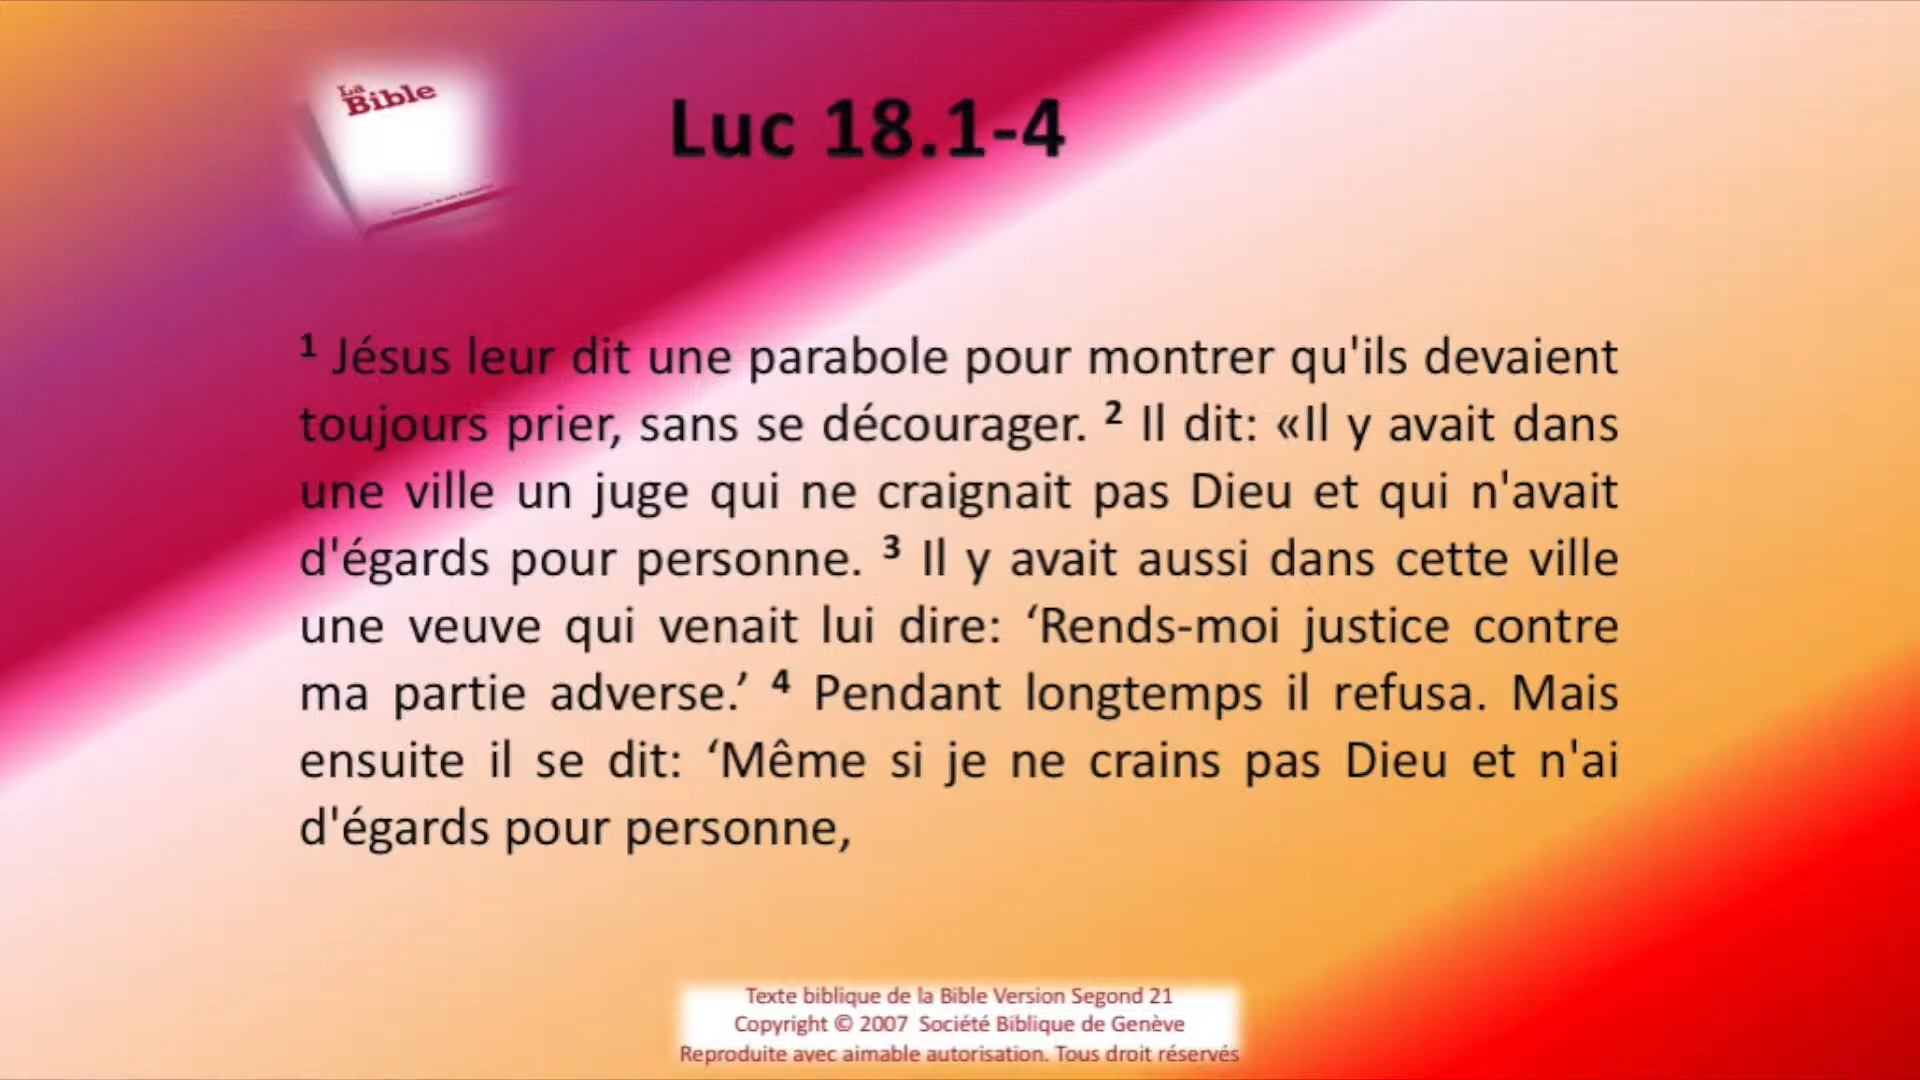 La
Bible
Luc 18.1-4
1 Jésus leur dit une parabole pour montrer qu'ils devaient
toujours prier, sans se décourager. 2 Il dit: «Il y avait dans
une ville un juge qui ne craignait pas Dieu et qui n'avait
d'égards pour personne. 3 Il y avait aussi dans cette ville
une veuve qui venait lui dire: ‘Rends-moi justice contre
ma partie adverse.’ 4 Pendant longtemps il refusa. Mais
ensuite il se dit: ‘Même si je ne crains pas Dieu et n'ai
d'égards pour personne,
Texte biblique de la Bible Version Segond 21
Copyright © 2007 Société Biblique de Genève
Reproduite avec aimable autorisation. Tous droit réservés